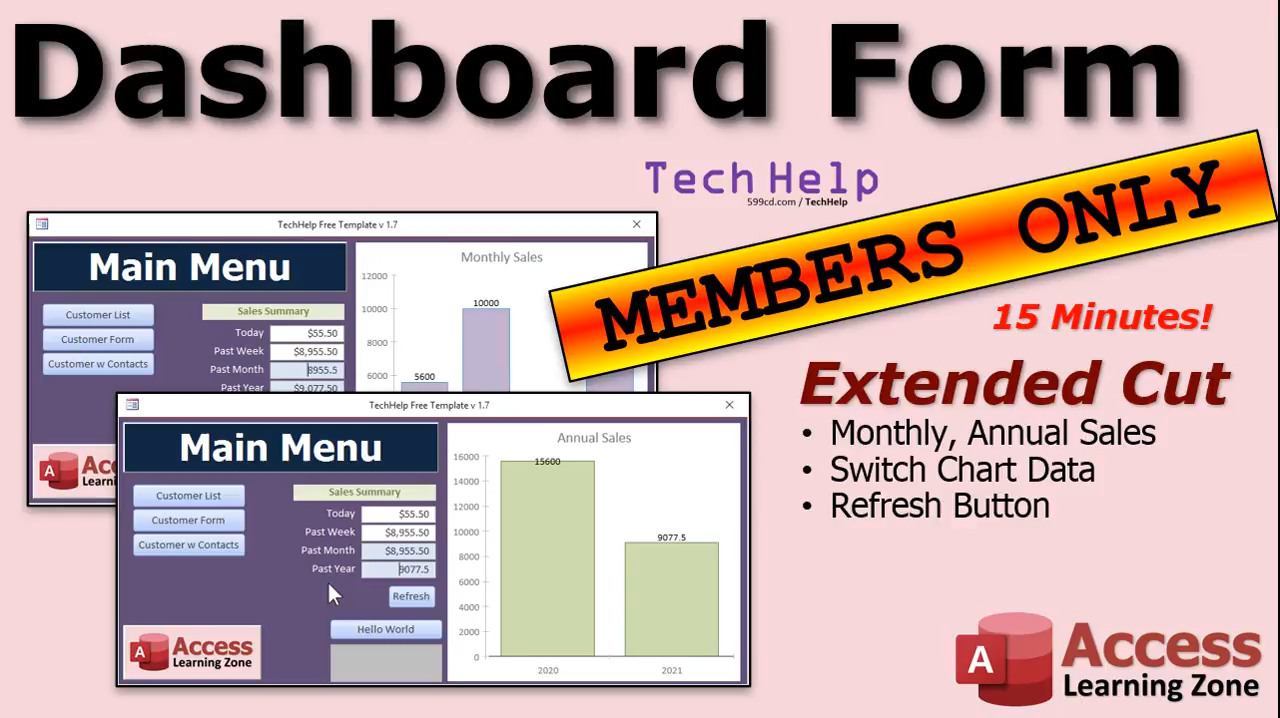 Dashboard Form
Tech Help
599cd.com / TechHelp
MEMBERS ONLY
15 Minutes!
Extended Cut
• Monthly, Annual Sales
• Switch Chart Data
• Refresh Button
TechHelp Free Template v 1.7
Main Menu
Customer List
Customer Form
Customer w Contacts
Sales Summary
Today $55.50
Past Week $8,955.50
Past Month 8955.5
Past Year $9,077.50
Monthly Sales
12000
10000
8000
6000
5600
10000
A
Acc
Learn
TechHelp Free Template v 1.7
Main Menu
Customer List
Customer Form
Customer w Contacts
Sales Summary
Today $55.50
Past Week $8,955.50
Past Month $8,955.50
Past Year 9077.5
Refresh
Hello World
A Access
Learning Zone
Annual Sales
16000
14000
12000
10000
8000
6000
4000
2000
0
15600
9077.5
2020 2021
A Access
Learning Zone